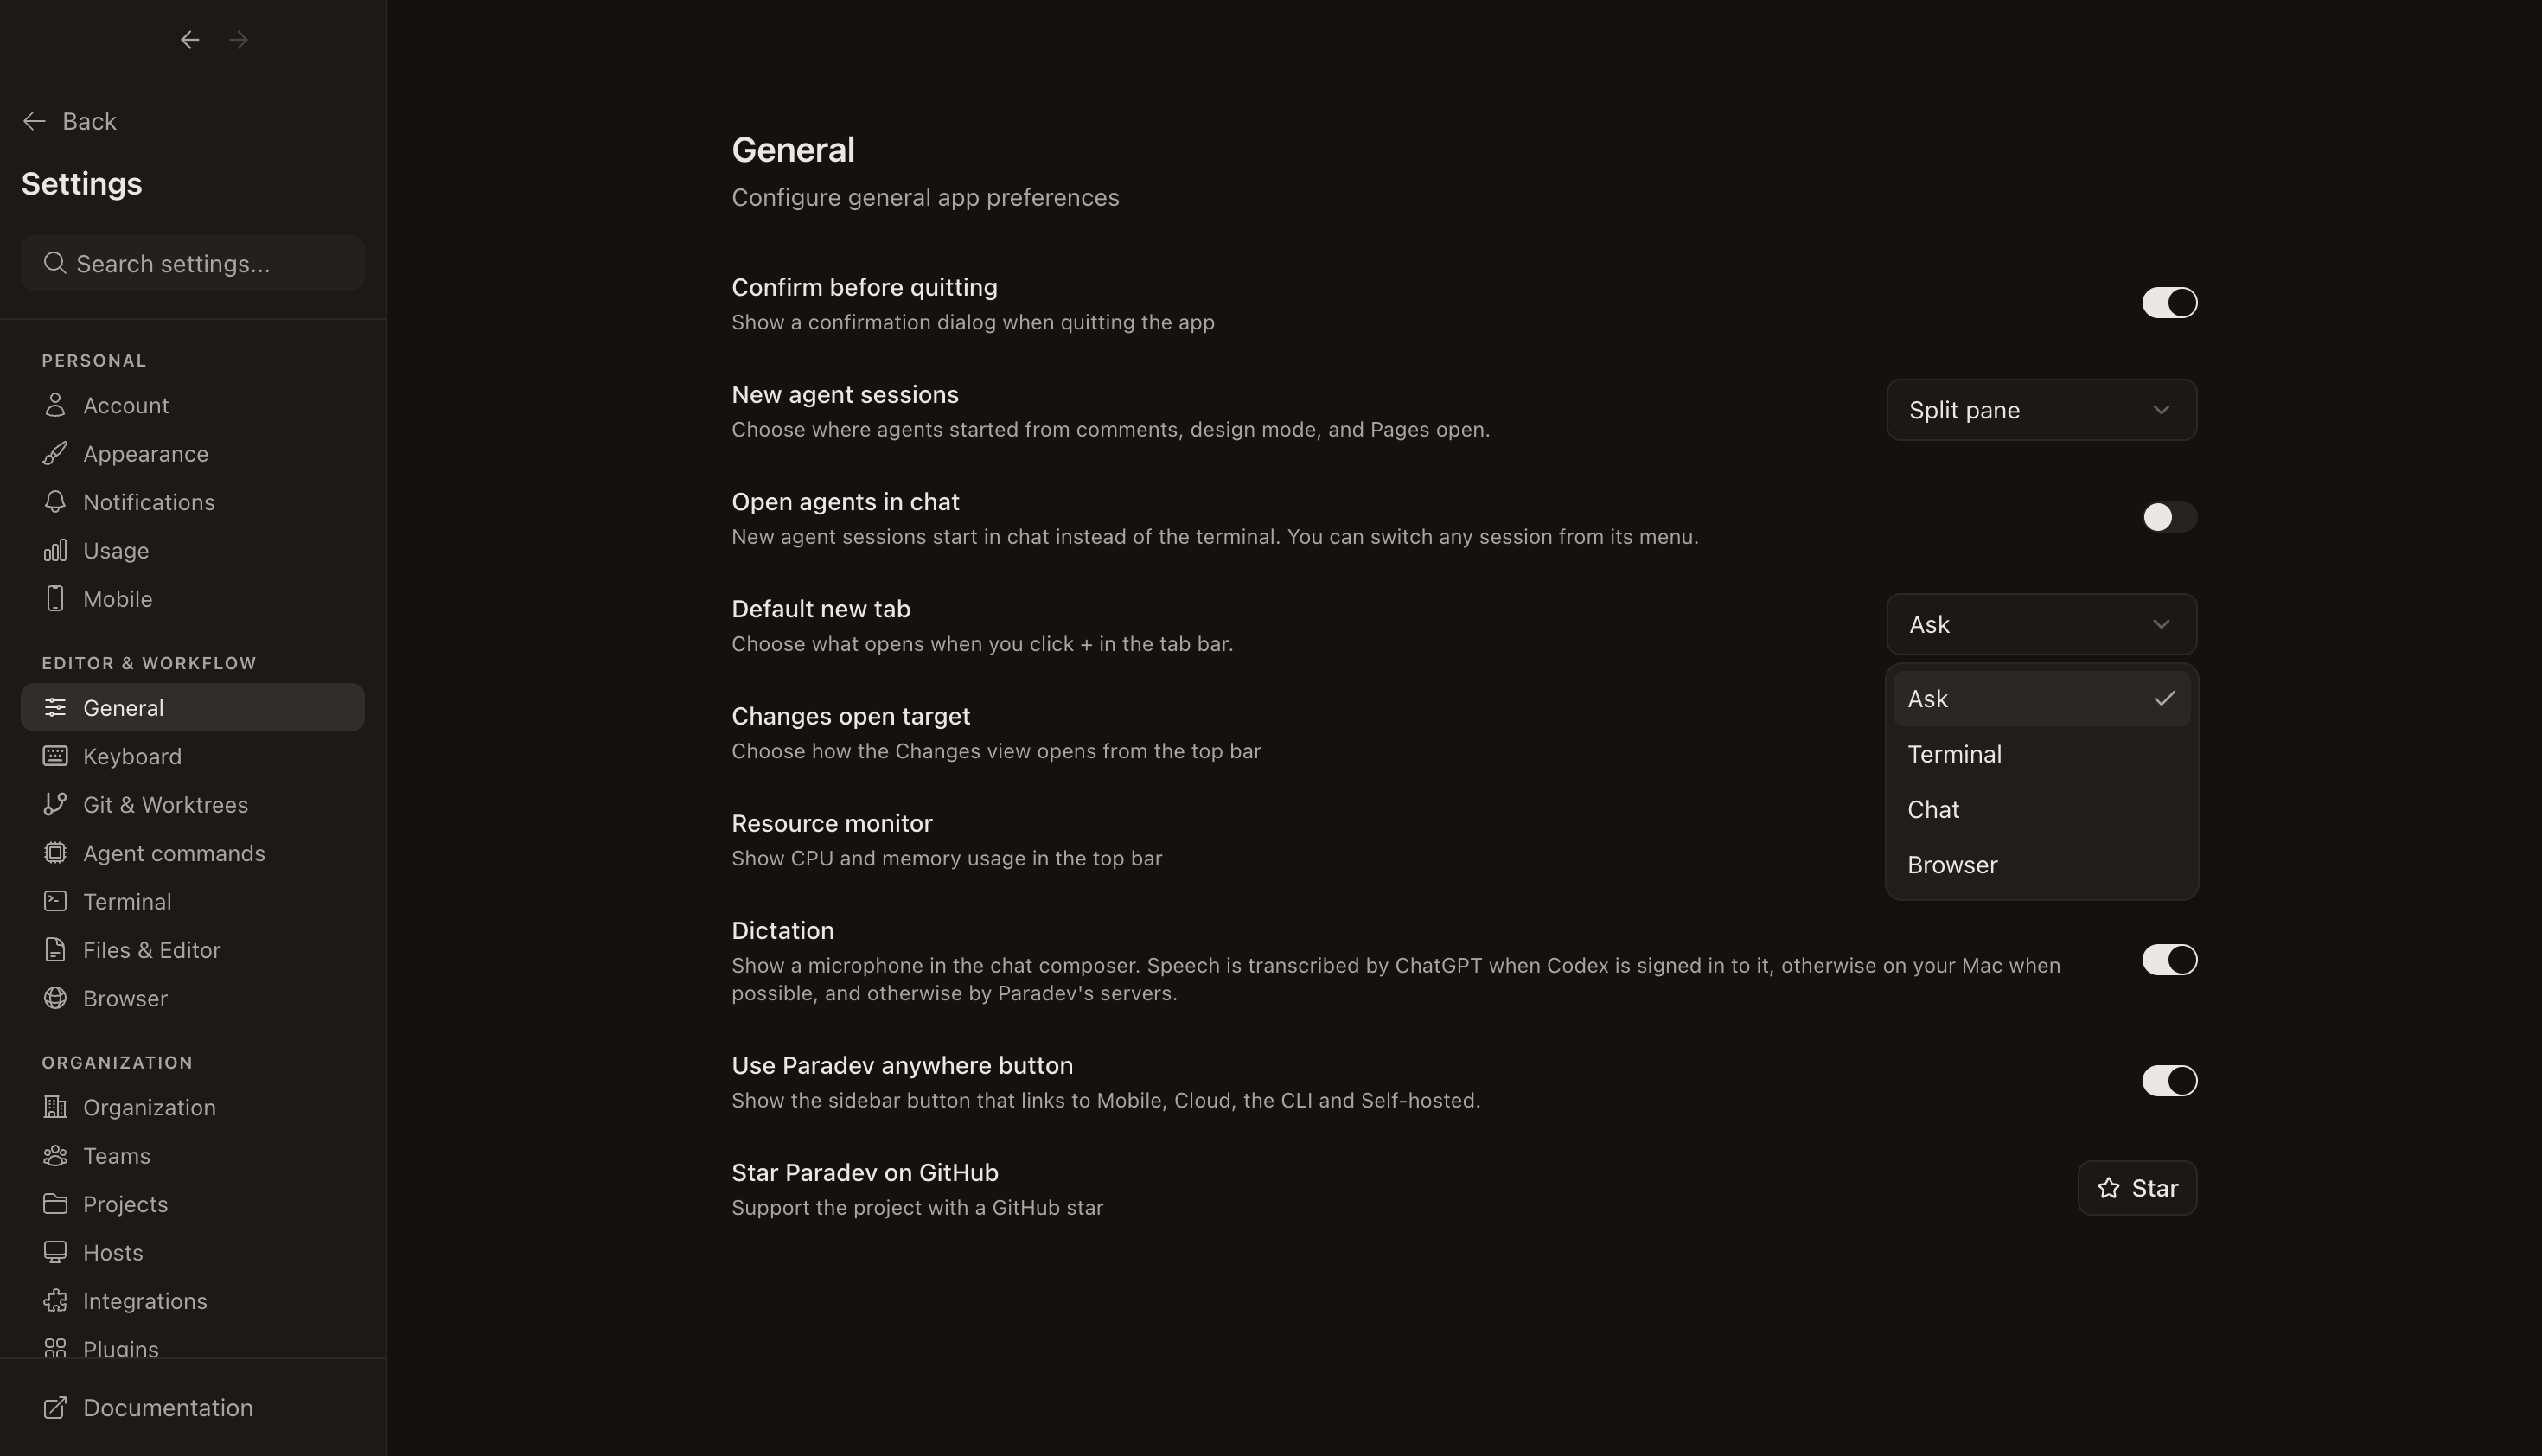 Back
Settings
Search settings...
PERSONAL
Account
Appearance
Notifications
Usage
Mobile
EDITOR & WORKFLOW
General
Keyboard
Git & Worktrees
Agent commands
Terminal
Files & Editor
Browser
ORGANIZATION
Organization
Teams
Projects
Hosts
Integrations
Plugins
Documentation
General
Configure general app preferences
Confirm before quitting
Show a confirmation dialog when quitting the app
New agent sessions
Choose where agents started from comments, design mode, and Pages open.
Split pane
Open agents in chat
New agent sessions start in chat instead of the terminal. You can switch any session from its menu.
Default new tab
Choose what opens when you click + in the tab bar.
Ask
Ask
Terminal
Chat
Browser
Changes open target
Choose how the Changes view opens from the top bar
Resource monitor
Show CPU and memory usage in the top bar
Dictation
Show a microphone in the chat composer. Speech is transcribed by ChatGPT when Codex is signed in to it, otherwise on your Mac when
possible, and otherwise by Paradev's servers.
Use Paradev anywhere button
Show the sidebar button that links to Mobile, Cloud, the CLI and Self-hosted.
Star Paradev on GitHub
Support the project with a GitHub star
Star